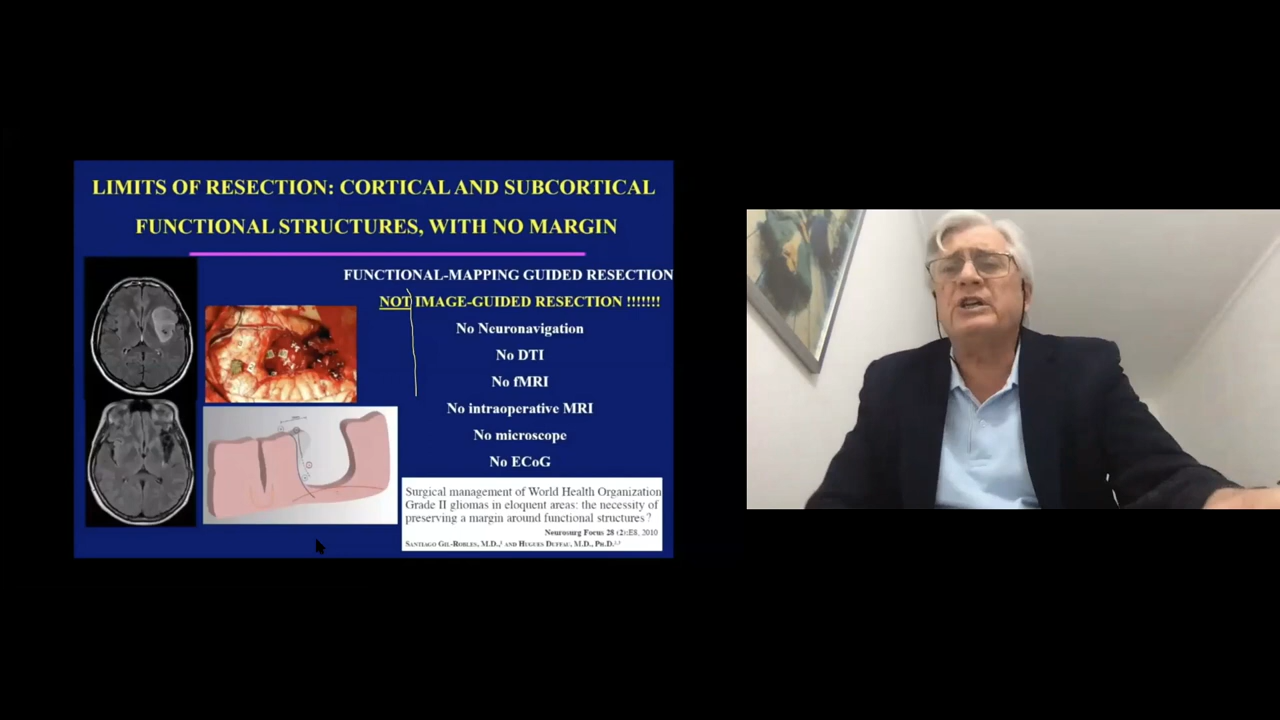 LIMITS OF RESECTION: CORTICAL AND SUBCORTICAL
FUNCTIONAL STRUCTURES, WITH NO MARGIN
FUNCTIONAL-MAPPING GUIDED RESECTION
NOT IMAGE-GUIDED RESECTION !!!!!!!
No Neuronavigation
No DTI
No fMRI
No intraoperative MRI
No microscope
No ECoG
Surgical management of World Health Organization
Grade II gliomas in eloquent areas: the necessity of
preserving a margin around functional structures?
Neurosurg Focus 28 (2):E8, 2010
SANTIAGO GIL-ROBLES, M.D., AND HUGUES DUFFAU, M.D., PH.D.